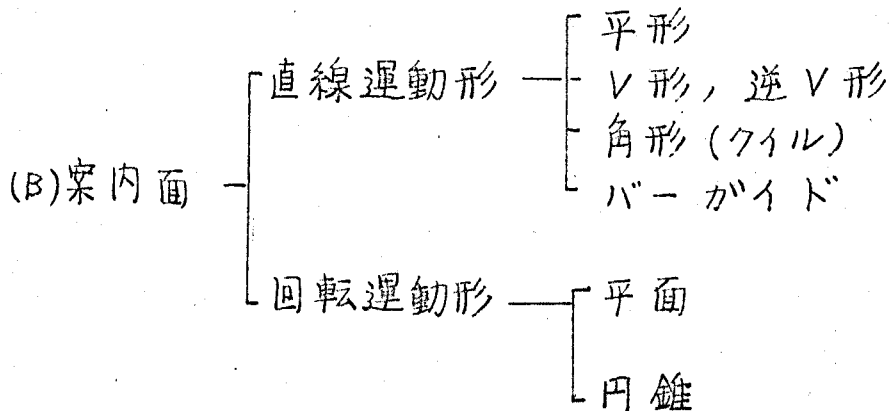 平形
直線運動形
V形, 逆V形
角形(クイル)
(B)案内面
バーガイド
回転運動形
平面
円錐